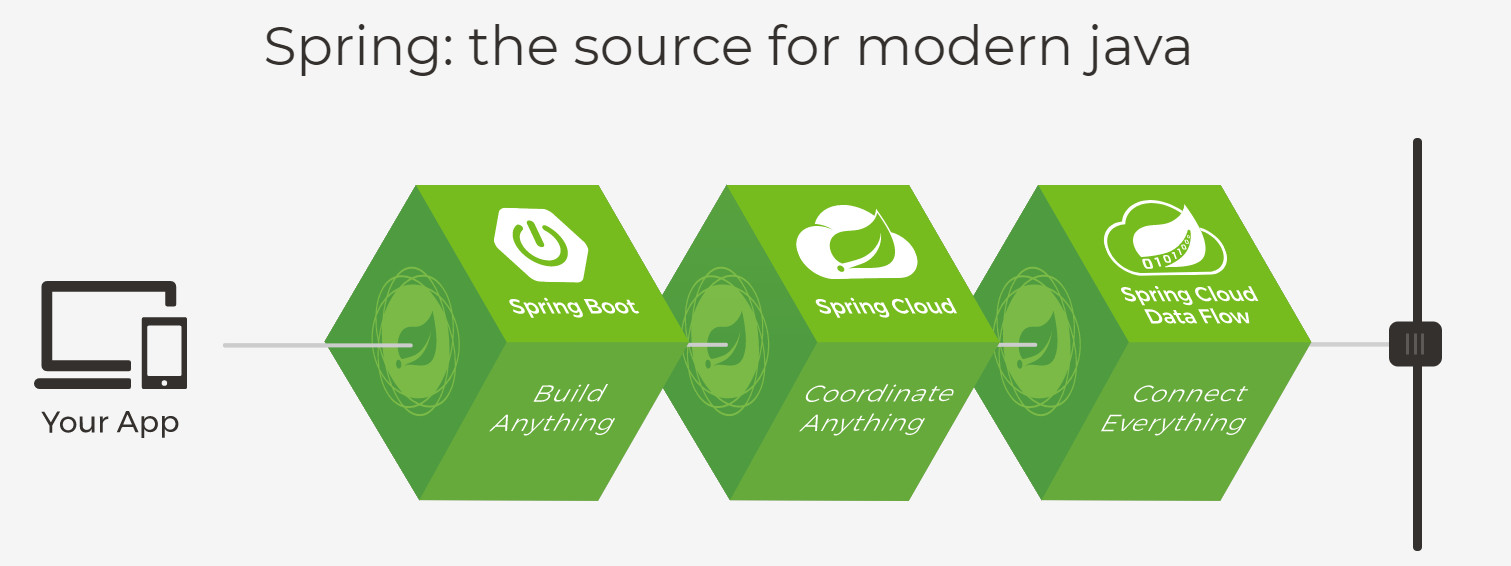 Spring: the source for modern java
Your App
Spring Boot
Build
Anything
Spring Cloud
Coordinate
Anything
Spring Cloud
Data Flow
Connect
Everything